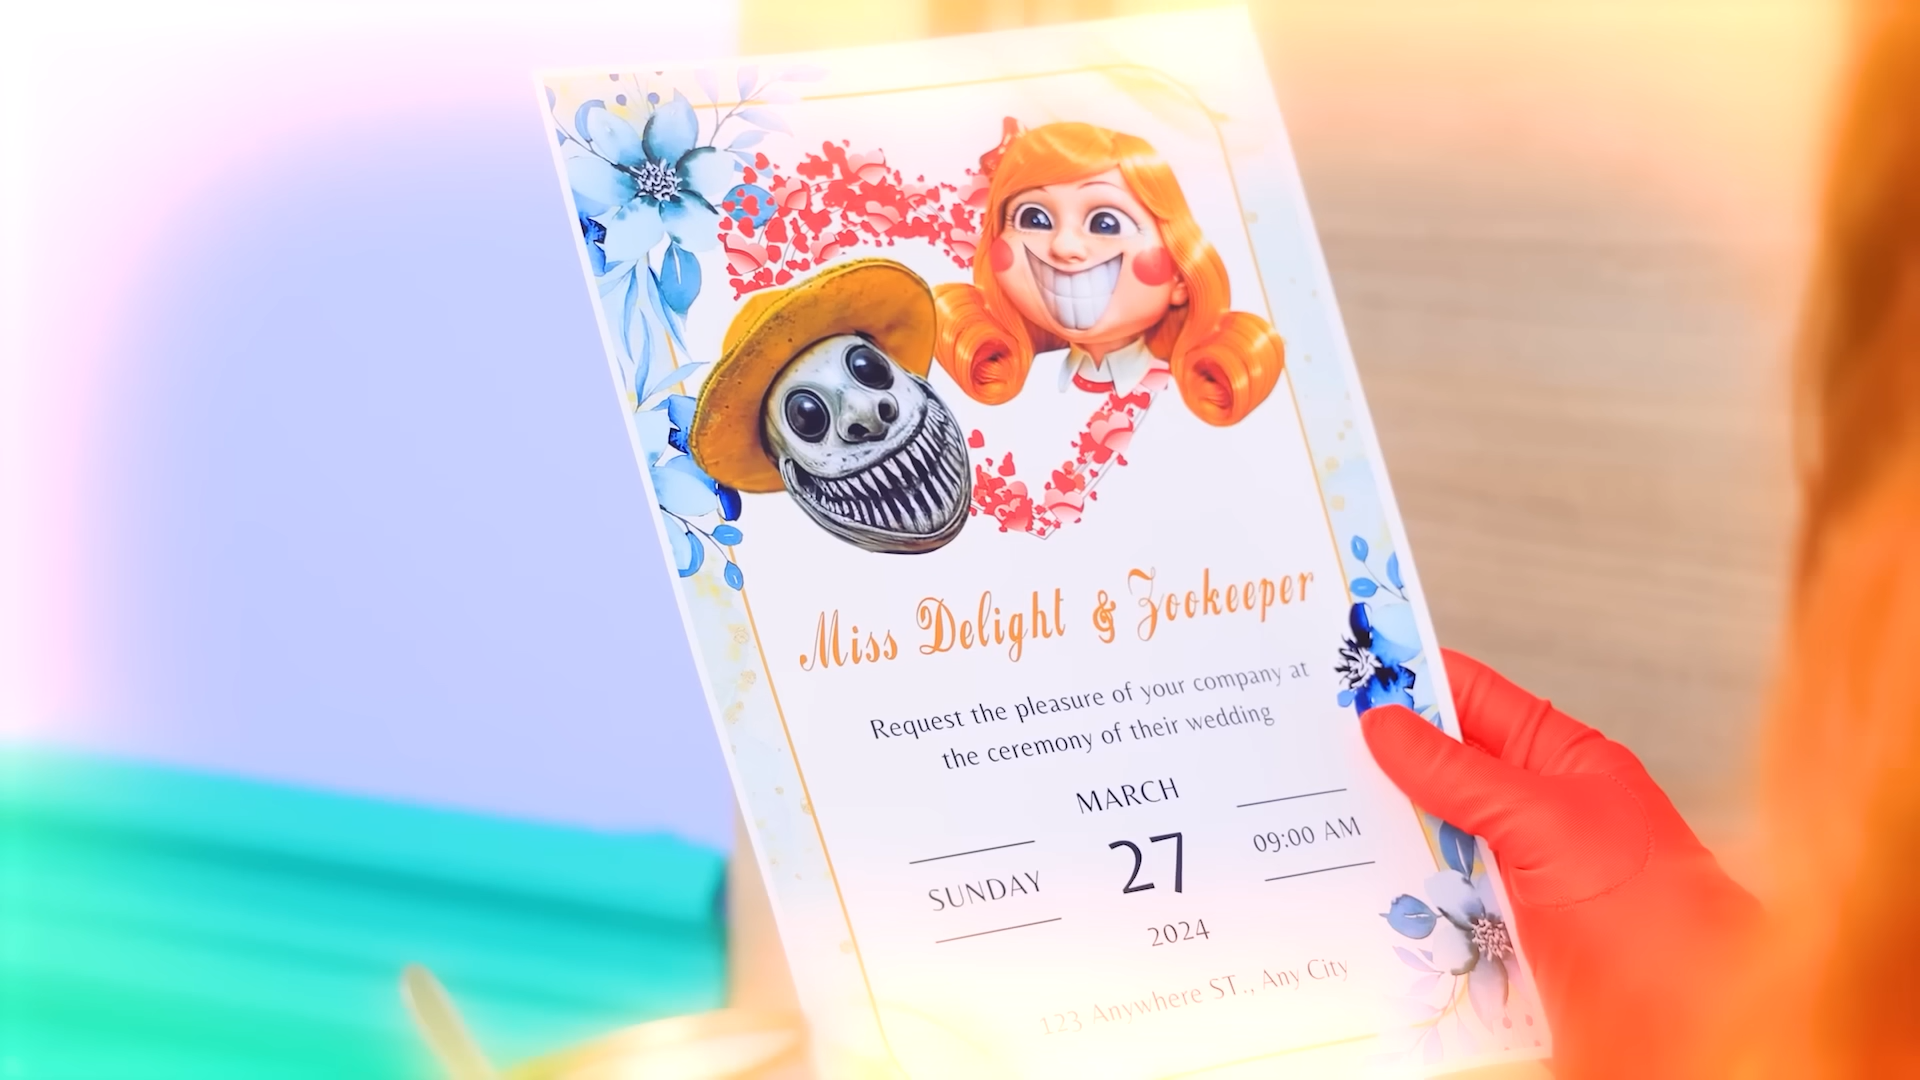 Miss Delight & Zookeeper
Request the pleasure of your company at
the ceremony of their wedding
MARCH
SUNDAY
27
09:00 AM
2024
123 Anywhere ST., Any City